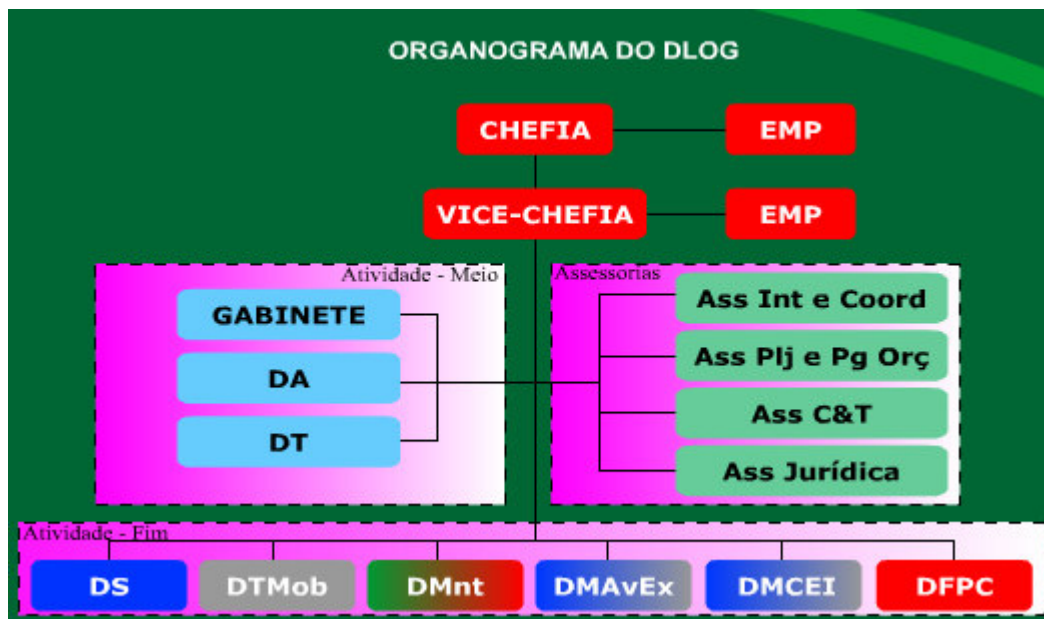 ORGANOGRAMA DO DLOG
CHEFIA
EMP
VICE-CHEFIA
EMP
Atividade - Meio
GABINETE
DA
DT
Assessorias
Ass Int e Coord
Ass Plj e Pg Orç
Ass C&T
Ass Jurídica
Atividade - Fim
DS
DTMob
DMnt
DMAvEx
DMCEI
DFPC